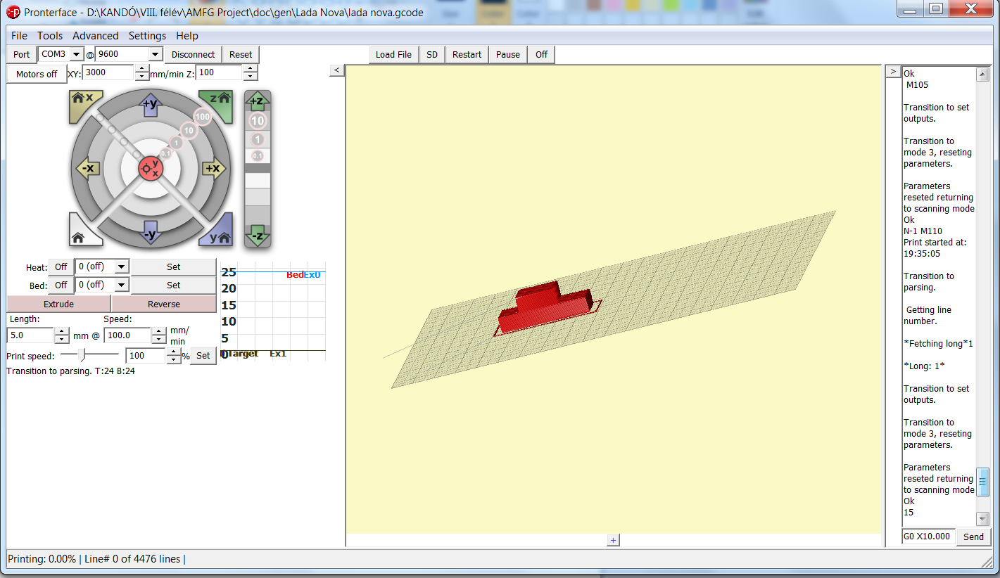 Pronterface - D:\KANDÓ\VIII. félév\AMFG Project\doc\gen\Lada Nova\lada nova.gcode
File Tools Advanced Settings Help
Port COM3 @ 9600 Disconnect Reset
Load File SD Restart Pause Off
Motors off XY: 3000 mm/min Z: 100
<
>
x
z
+y
+z
100
10
1
0.1
10
1
0.1
-x
y
x
+x
-y
y
-z
Heat: Off 0 (off) Set
Bed: Off 0 (off) Set
Extrude Reverse
Length: Speed:
5.0 mm @ 100.0 mm/
min
Print speed: 100 % Set
Transition to parsing. T:24 B:24
25
20
15
10
5
0
Bed Ex0
Target Ex1
+
Ok
M105
Transition to set
outputs.
Transition to
mode 3, reseting
parameters.
Parameters
reseted returning
to scanning mode
Ok
N-1 M110
Print started at:
19:35:05
Transition to
parsing.
Getting line
number.
*Fetching long*1
*Long: 1*
Transition to set
outputs.
Transition to
mode 3, reseting
parameters.
Parameters
reseted returning
to scanning mode
Ok
15
G0 X10.000 Send
Printing: 0.00% | Line# 0 of 4476 lines |